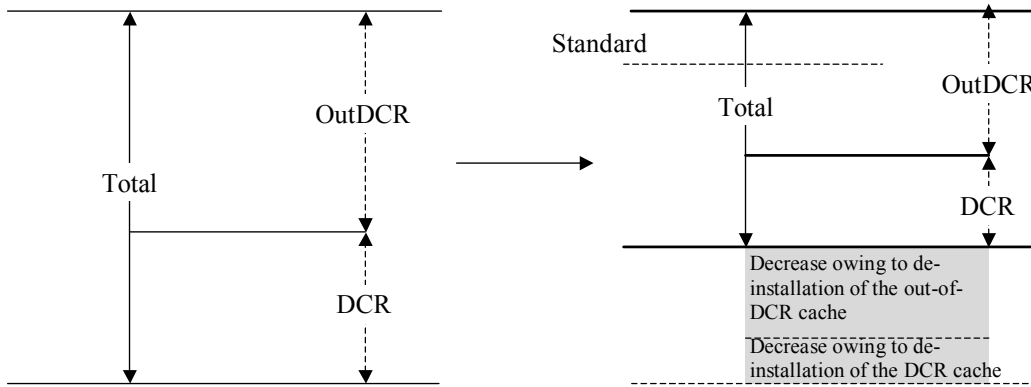 OutDCR
Total
DCR
Standard
OutDCR
Total
DCR
Decrease owing to de-
installation of the out-of-
DCR cache
Decrease owing to de-
installation of the DCR cache